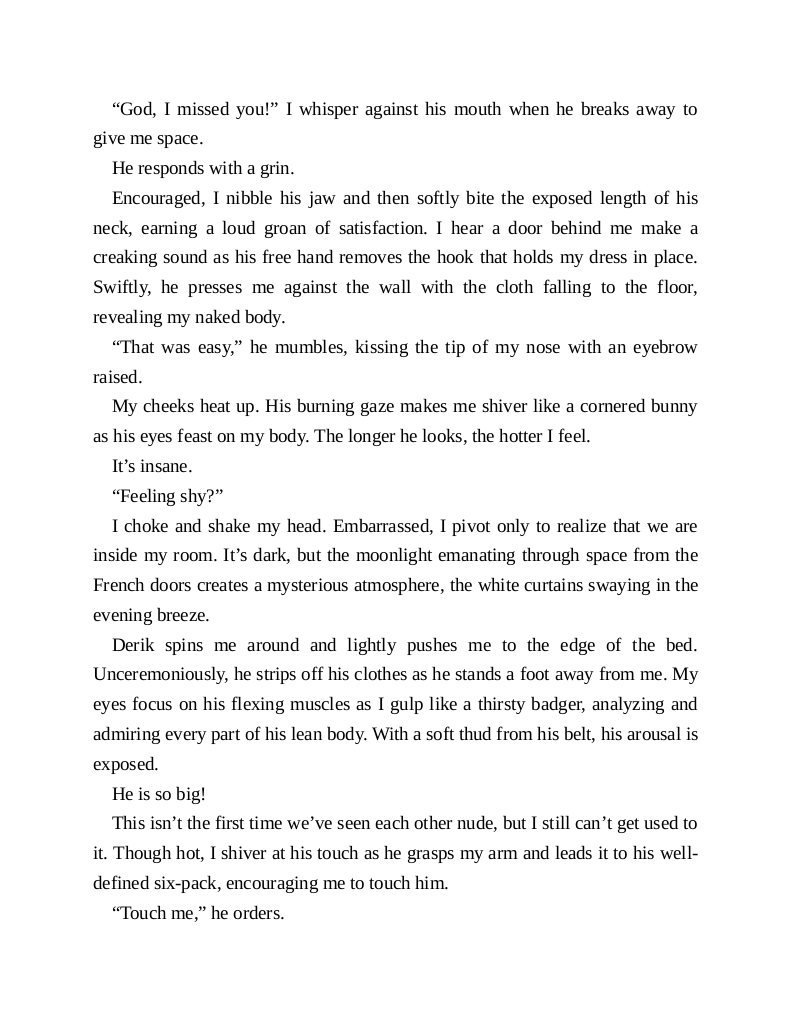 “God, I missed you!” I whisper against his mouth when he breaks away to
give me space.
He responds with a grin.
Encouraged, I nibble his jaw and then softly bite the exposed length of his
neck, earning a loud groan of satisfaction. I hear a door behind me make a
creaking sound as his free hand removes the hook that holds my dress in place.
Swiftly, he presses me against the wall with the cloth falling to the floor,
revealing my naked body.
“That was easy,” he mumbles, kissing the tip of my nose with an eyebrow
raised.
My cheeks heat up. His burning gaze makes me shiver like a cornered bunny
as his eyes feast on my body. The longer he looks, the hotter I feel.
It’s insane.
“Feeling shy?”
I choke and shake my head. Embarrassed, I pivot only to realize that we are
inside my room. It’s dark, but the moonlight emanating through space from the
French doors creates a mysterious atmosphere, the white curtains swaying in the
evening breeze.
Derik spins me around and lightly pushes me to the edge of the bed.
Unceremoniously, he strips off his clothes as he stands a foot away from me. My
eyes focus on his flexing muscles as I gulp like a thirsty badger, analyzing and
admiring every part of his lean body. With a soft thud from his belt, his arousal is
exposed.
He is so big!
This isn’t the first time we’ve seen each other nude, but I still can’t get used to
it. Though hot, I shiver at his touch as he grasps my arm and leads it to his well-
defined six-pack, encouraging me to touch him.
“Touch me,” he orders.